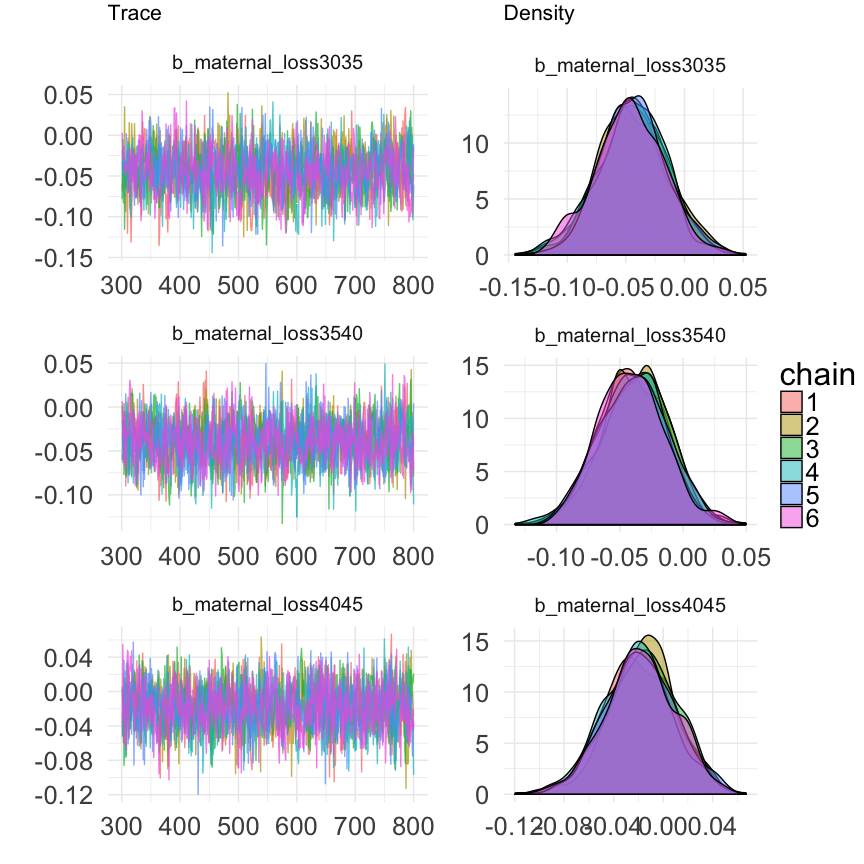 Trace
Density
b_maternal_loss3035
b_maternal_loss3035
0.05
0.00
-0.05
-0.10
-0.15
300 400 500 600 700 800
10
5
0
-0.15 -0.10 -0.05 0.00 0.05
b_maternal_loss3540
b_maternal_loss3540
0.05
0.00
-0.05
-0.10
300 400 500 600 700 800
15
10
5
0
-0.10 -0.05 0.00 0.05
chain
1
2
3
4
5
6
b_maternal_loss4045
b_maternal_loss4045
0.04
0.00
-0.04
-0.08
-0.12
300 400 500 600 700 800
15
10
5
0
-0.12 -0.08 -0.04 0.00 0.04